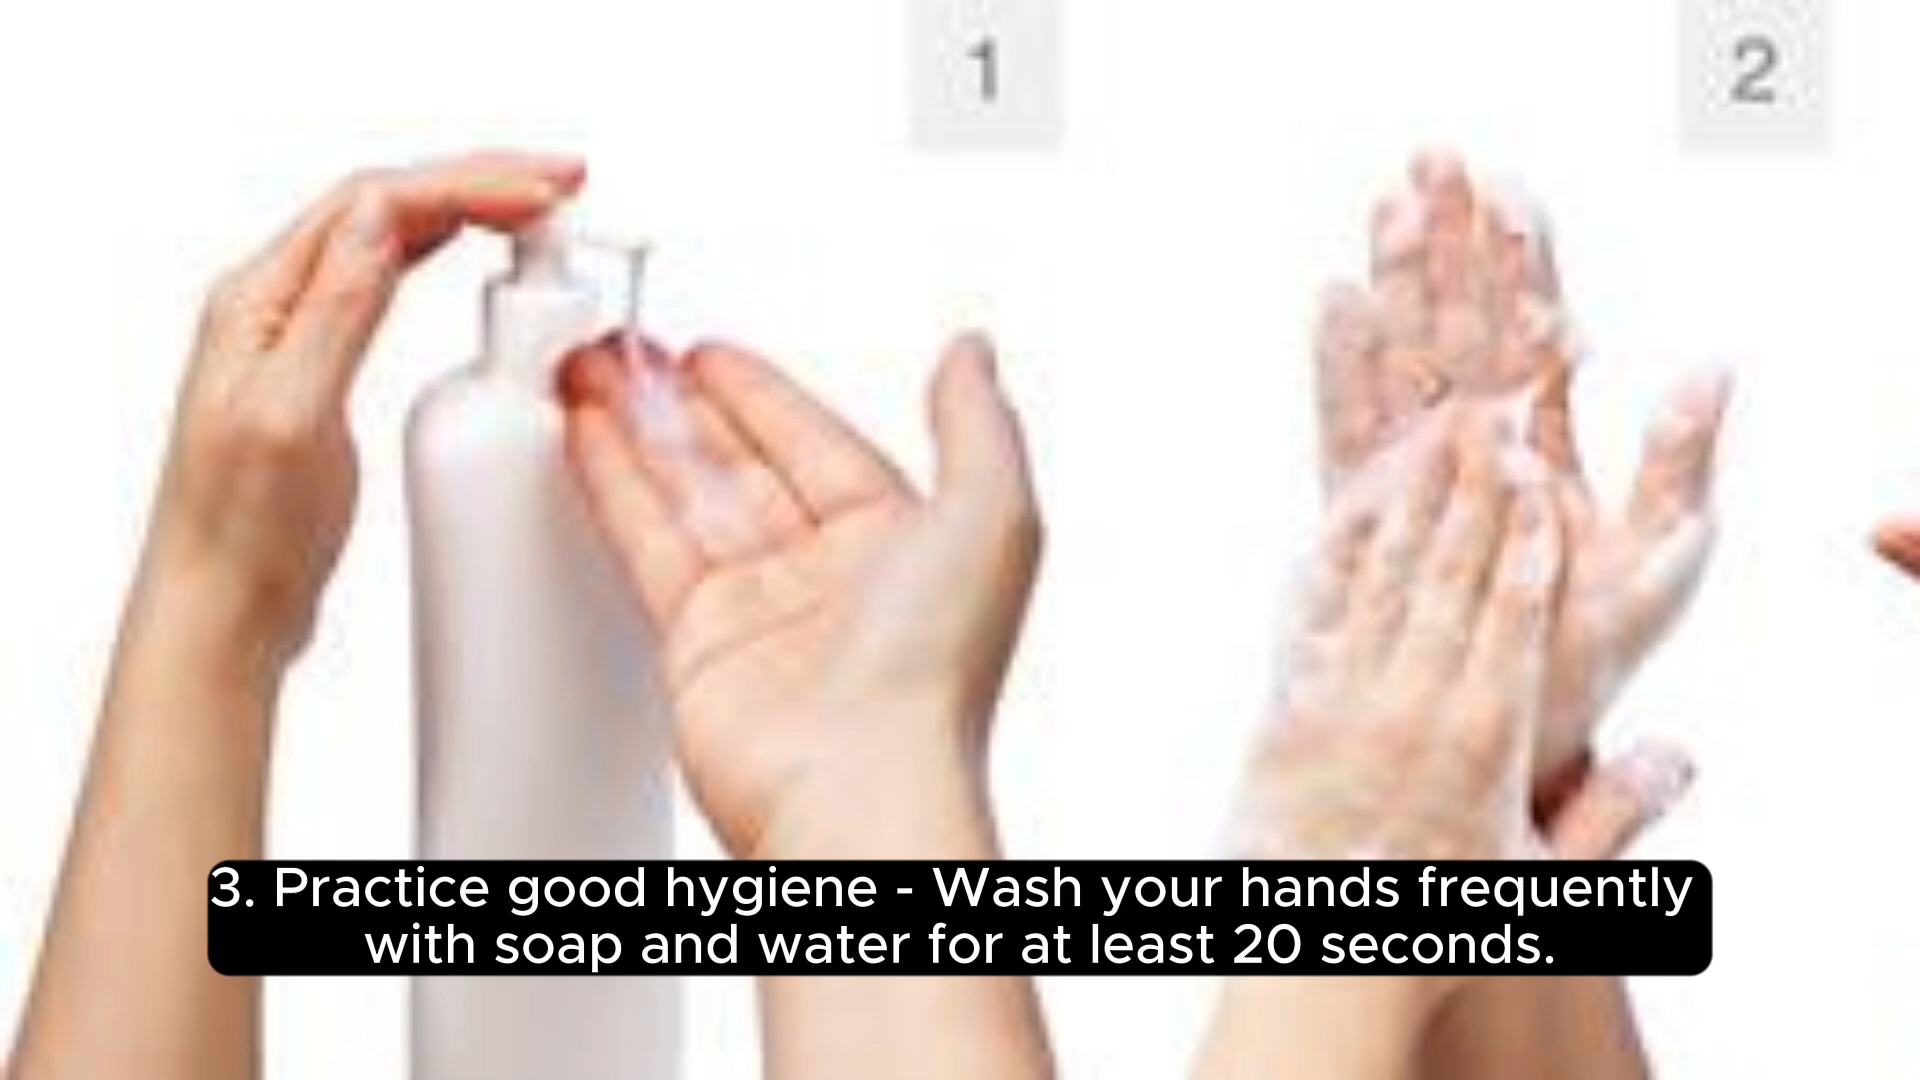 1
2
3. Practice good hygiene - Wash your hands frequently
with soap and water for at least 20 seconds.